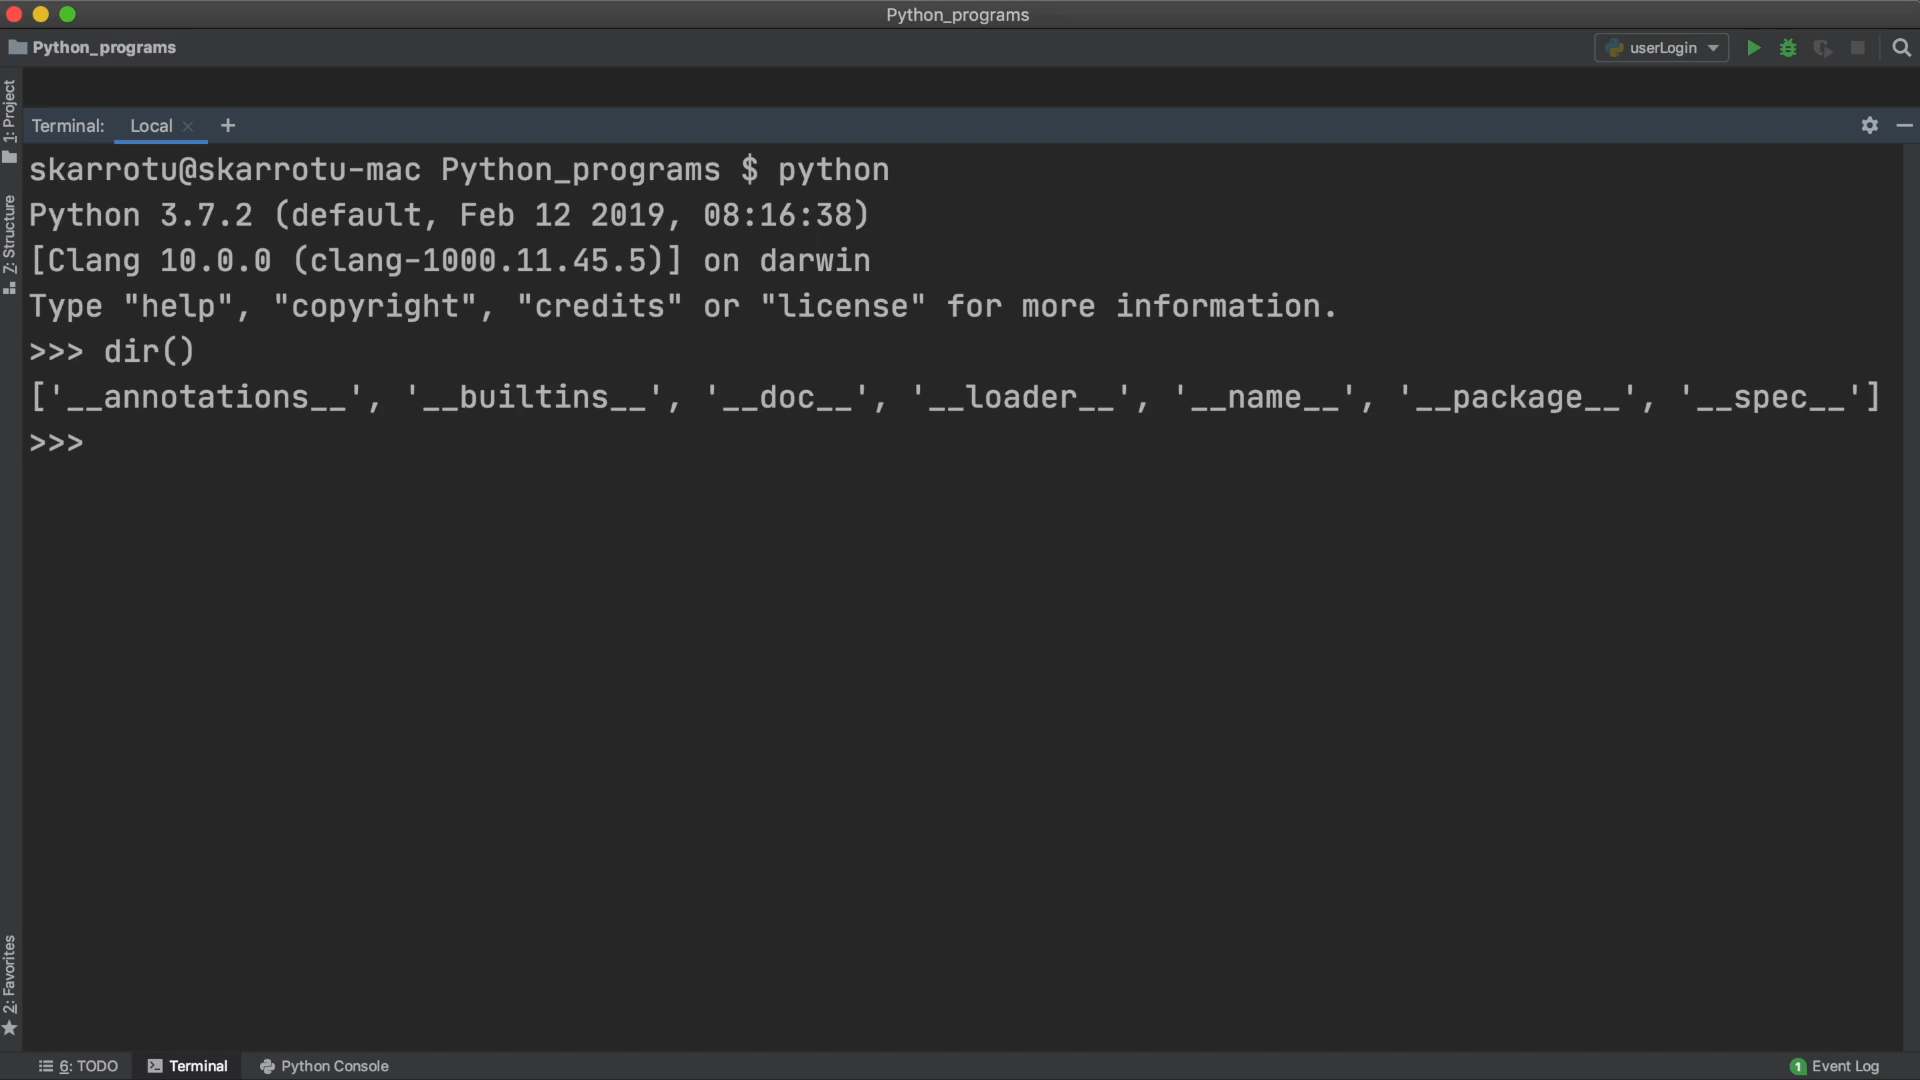 Python_programs
Python_programs
userLogin
1: Project
Terminal: Local × +
skarrotu@skarrotu-mac Python_programs $ python
Python 3.7.2 (default, Feb 12 2019, 08:16:38)
[Clang 10.0.0 (clang-1000.11.45.5)] on darwin
Type "help", "copyright", "credits" or "license" for more information.
>>> dir()
['__annotations__', '__builtins__', '__doc__', '__loader__', '__name__', '__package__', '__spec__']
>>>
Z: Structure
2: Favorites
6: TODO
Terminal
Python Console
1 Event Log